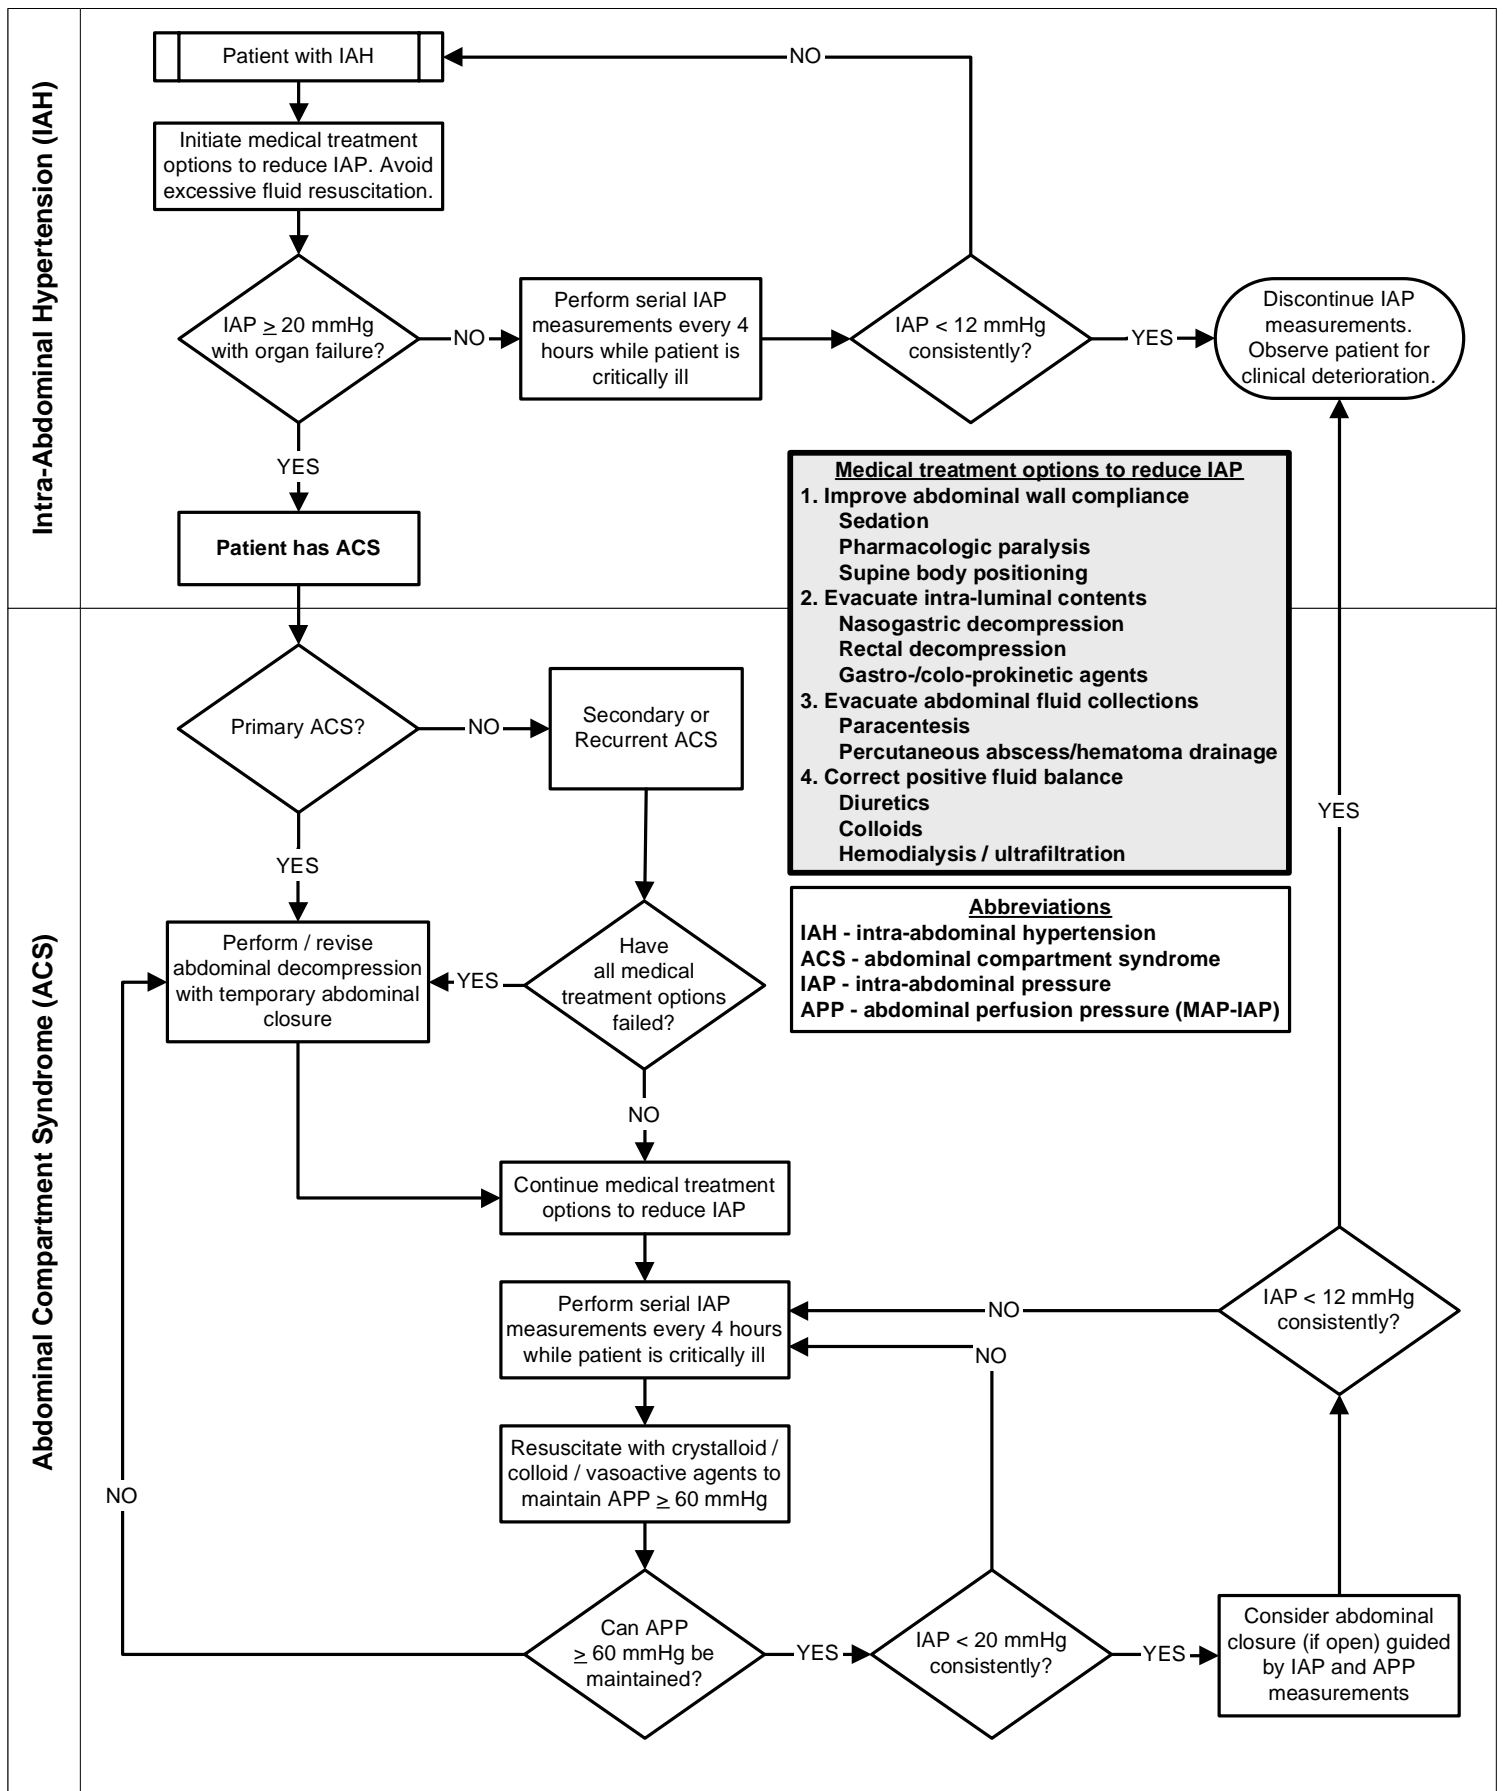 Intra-Abdominal Hypertension (IAH)
Patient with IAH
NO
Initiate medical treatment
options to reduce IAP. Avoid
excessive fluid resuscitation.
IAP ≥ 20 mmHg
with organ failure?
NO
Perform serial IAP
measurements every 4
hours while patient is
critically ill
IAP < 12 mmHg
consistently?
YES
Discontinue IAP
measurements.
Observe patient for
clinical deterioration.
YES
Patient has ACS
Medical treatment options to reduce IAP
1. Improve abdominal wall compliance
Sedation
Pharmacologic paralysis
Supine body positioning
2. Evacuate intra-luminal contents
Nasogastric decompression
Rectal decompression
Gastro-/colo-prokinetic agents
3. Evacuate abdominal fluid collections
Paracentesis
Percutaneous abscess/hematoma drainage
4. Correct positive fluid balance
Diuretics
Colloids
Hemodialysis / ultrafiltration
Abbreviations
IAH - intra-abdominal hypertension
ACS - abdominal compartment syndrome
IAP - intra-abdominal pressure
APP - abdominal perfusion pressure (MAP-IAP)
Abdominal Compartment Syndrome (ACS)
Primary ACS?
NO
Secondary or
Recurrent ACS
YES
YES
Perform / revise
abdominal decompression
with temporary abdominal
closure
YES
Have
all medical
treatment options
failed?
NO
Continue medical treatment
options to reduce IAP
Perform serial IAP
measurements every 4 hours
while patient is critically ill
NO
IAP < 12 mmHg
consistently?
NO
Resuscitate with crystalloid /
colloid / vasoactive agents to
maintain APP ≥ 60 mmHg
NO
Can APP
≥ 60 mmHg be
maintained?
YES
IAP < 20 mmHg
consistently?
YES
Consider abdominal
closure (if open) guided
by IAP and APP
measurements